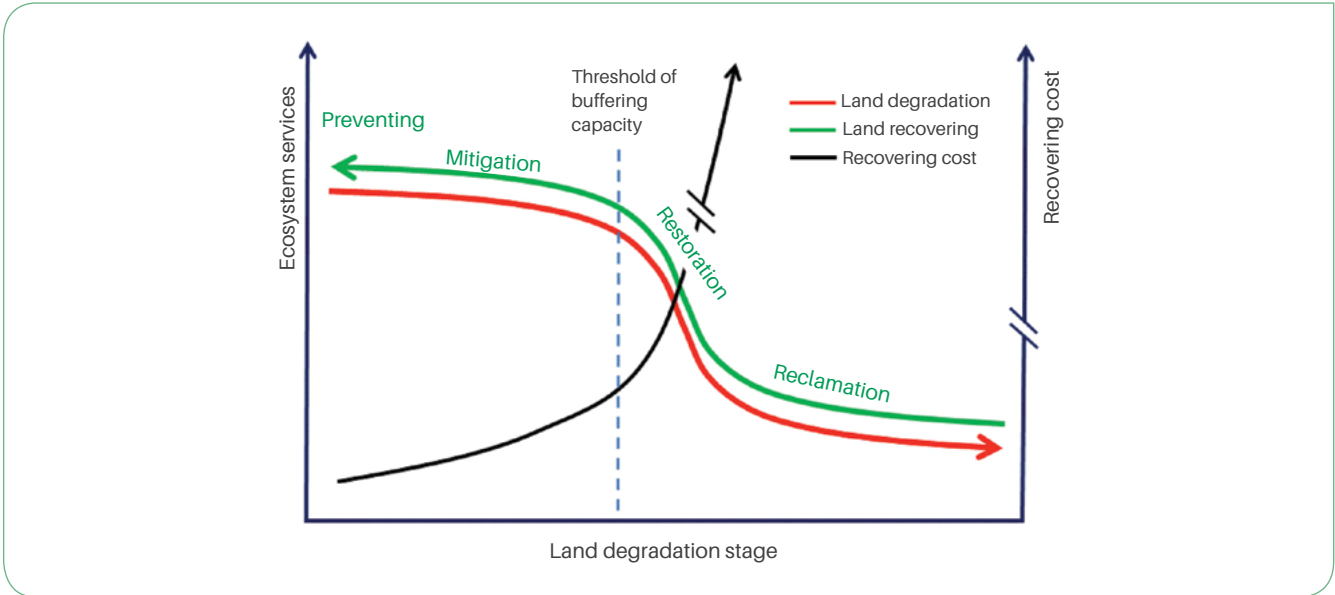 Ecosystem services
Preventing
Mitigation
Threshold of
buffering
capacity
Restoration
Reclamation
Land degradation
Land recovering
Recovering cost
Recovering cost
Land degradation stage